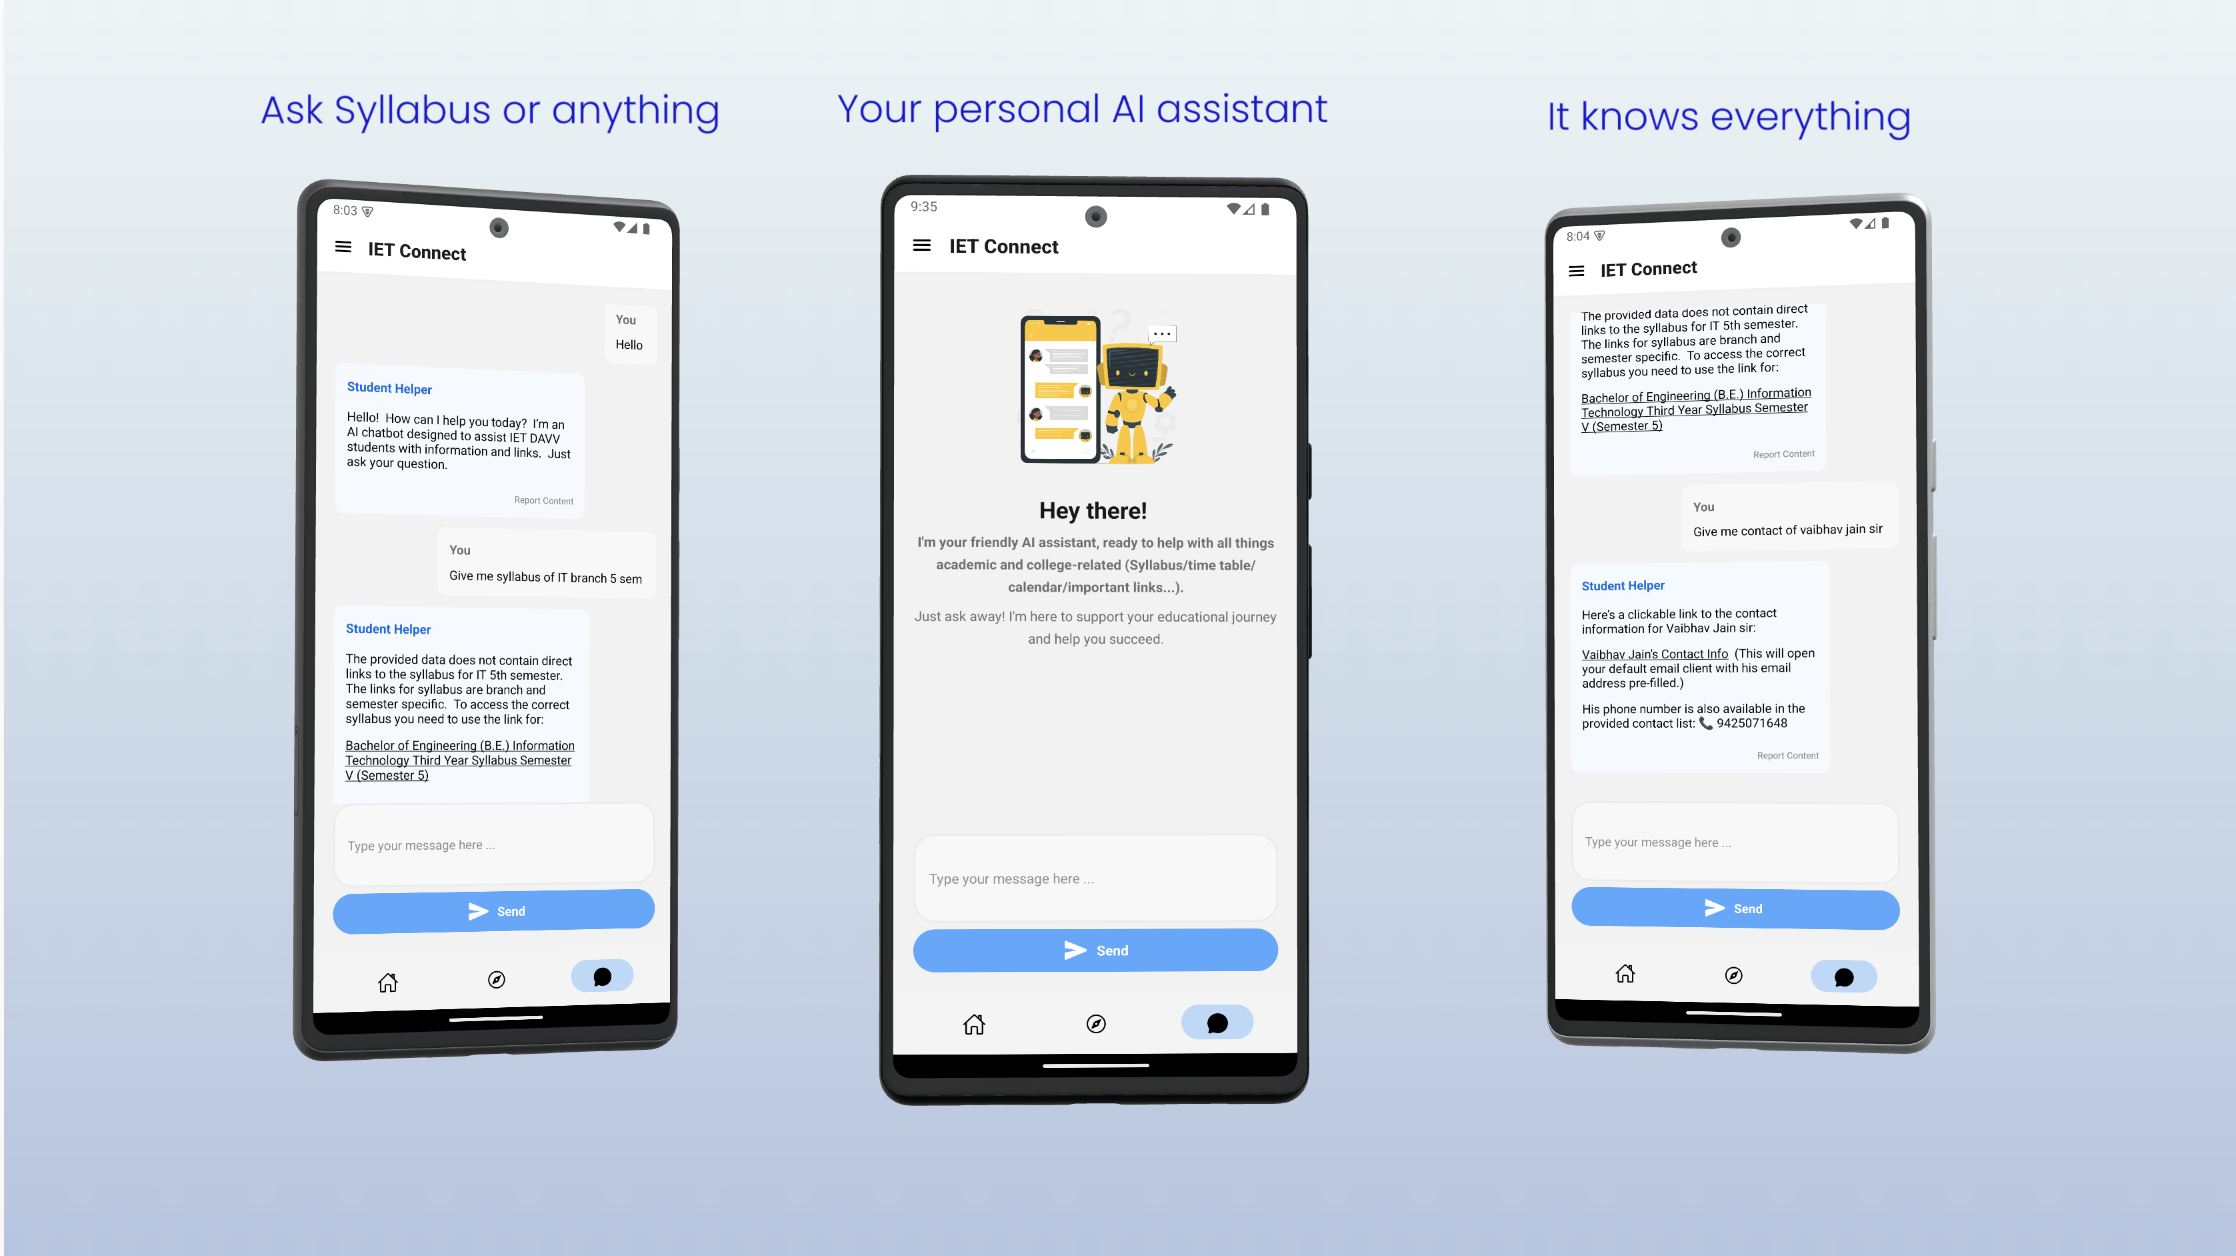 Ask Syllabus or anything
8:03
IET Connect
You
Hello
Student Helper
Hello! How can I help you today? I'm an
AI chatbot designed to assist IET DAVV
students with information and links. Just
ask your question.
Report Content
You
Give me syllabus of IT branch 5 sem
Student Helper
The provided data does not contain direct
links to the syllabus for IT 5th semester.
The links for syllabus are branch and
semester specific. To access the correct
syllabus you need to use the link for:
Bachelor of Engineering (B.E.) Information
Technology Third Year Syllabus Semester
V (Semester 5)
Type your message here ...
Send
Your personal AI assistant
9:35
IET Connect
Hey there!
I'm your friendly AI assistant, ready to help with all things
academic and college-related (Syllabus/time table/
calendar/important links...).
Just ask away! I'm here to support your educational journey
and help you succeed.
Type your message here ...
Send
It knows everything
8:04
IET Connect
The provided data does not contain direct
links to the syllabus for IT 5th semester.
The links for syllabus are branch and
semester specific. To access the correct
syllabus you need to use the link for:
Bachelor of Engineering (B.E.) Information
Technology Third Year Syllabus Semester
V (Semester 5)
Report Content
You
Give me contact of vaibhav jain sir
Student Helper
Here's a clickable link to the contact
information for Vaibhav Jain sir:
Vaibhav Jain's Contact Info (This will open
your default email client with his email
address pre-filled.)
His phone number is also available in the
provided contact list: 📞 9425071648
Report Content
Type your message here ...
Send